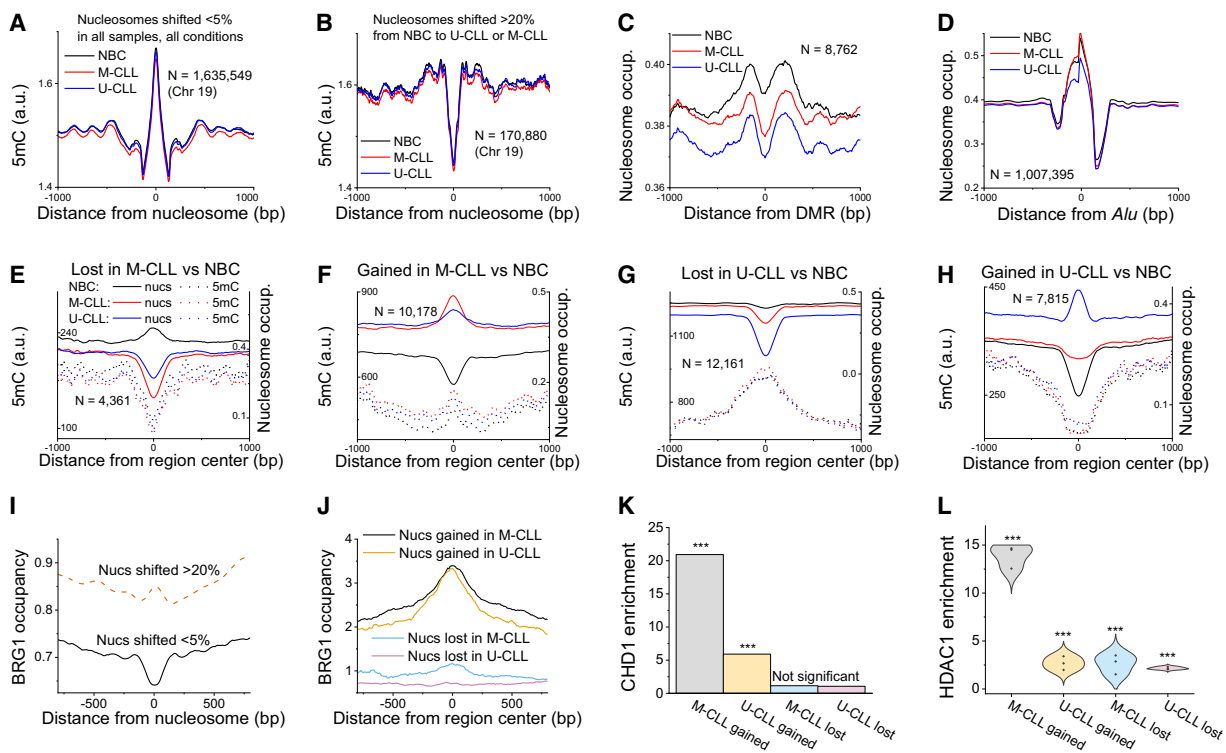 A
Nucleosomes shifted <5%
in all samples, all conditions
NBC
M-CLL
U-CLL
N = 1,635,549
(Chr 19)
5mC (a.u.)
1.6
1.4
-1000 0 1000
Distance from nucleosome (bp)
B
Nucleosomes shifted >20%
from NBC to U-CLL or M-CLL
N = 170,880
(Chr 19)
NBC
M-CLL
U-CLL
5mC (a.u.)
1.6
1.4
-1000 0 1000
Distance from nucleosome (bp)
C
NBC
M-CLL
U-CLL
N = 8,762
Nucleosome occup.
0.40
0.38
0.36
-1000 0 1000
Distance from DMR (bp)
D
NBC
M-CLL
U-CLL
N = 1,007,395
Nucleosome occup.
0.5
0.4
0.3
0.2
-1000 0 1000
Distance from Alu (bp)
E
Lost in M-CLL vs NBC
NBC: nucs 5mC
M-CLL: nucs 5mC
U-CLL: nucs 5mC
N = 4,361
5mC (a.u.)
240
100
0.4
0.1
Nucleosome occup.
-1000 0 1000
Distance from region center (bp)
F
Gained in M-CLL vs NBC
N = 10,178
5mC (a.u.)
900
600
0.5
0.2
Nucleosome occup.
-1000 0 1000
Distance from region center (bp)
G
Lost in U-CLL vs NBC
N = 12,161
5mC (a.u.)
1100
800
0.5
0.0
Nucleosome occup.
-1000 0 1000
Distance from region center (bp)
H
Gained in U-CLL vs NBC
N = 7,815
5mC (a.u.)
450
250
0.4
0.1
Nucleosome occup.
-1000 0 1000
Distance from region center (bp)
I
Nucs shifted >20%
Nucs shifted <5%
BRG1 occupancy
0.9
0.8
0.7
-500 0 500
Distance from nucleosome (bp)
J
Nucs gained in M-CLL
Nucs gained in U-CLL
Nucs lost in M-CLL
Nucs lost in U-CLL
BRG1 occupancy
4
3
2
1
-500 0 500
Distance from region center (bp)
K
CHD1 enrichment
25
20
15
10
5
0
***
***
Not significant
M-CLL gained
U-CLL gained
M-CLL lost
U-CLL lost
L
HDAC1 enrichment
15
10
5
0
***
***
***
***
M-CLL gained
U-CLL gained
M-CLL lost
U-CLL lost